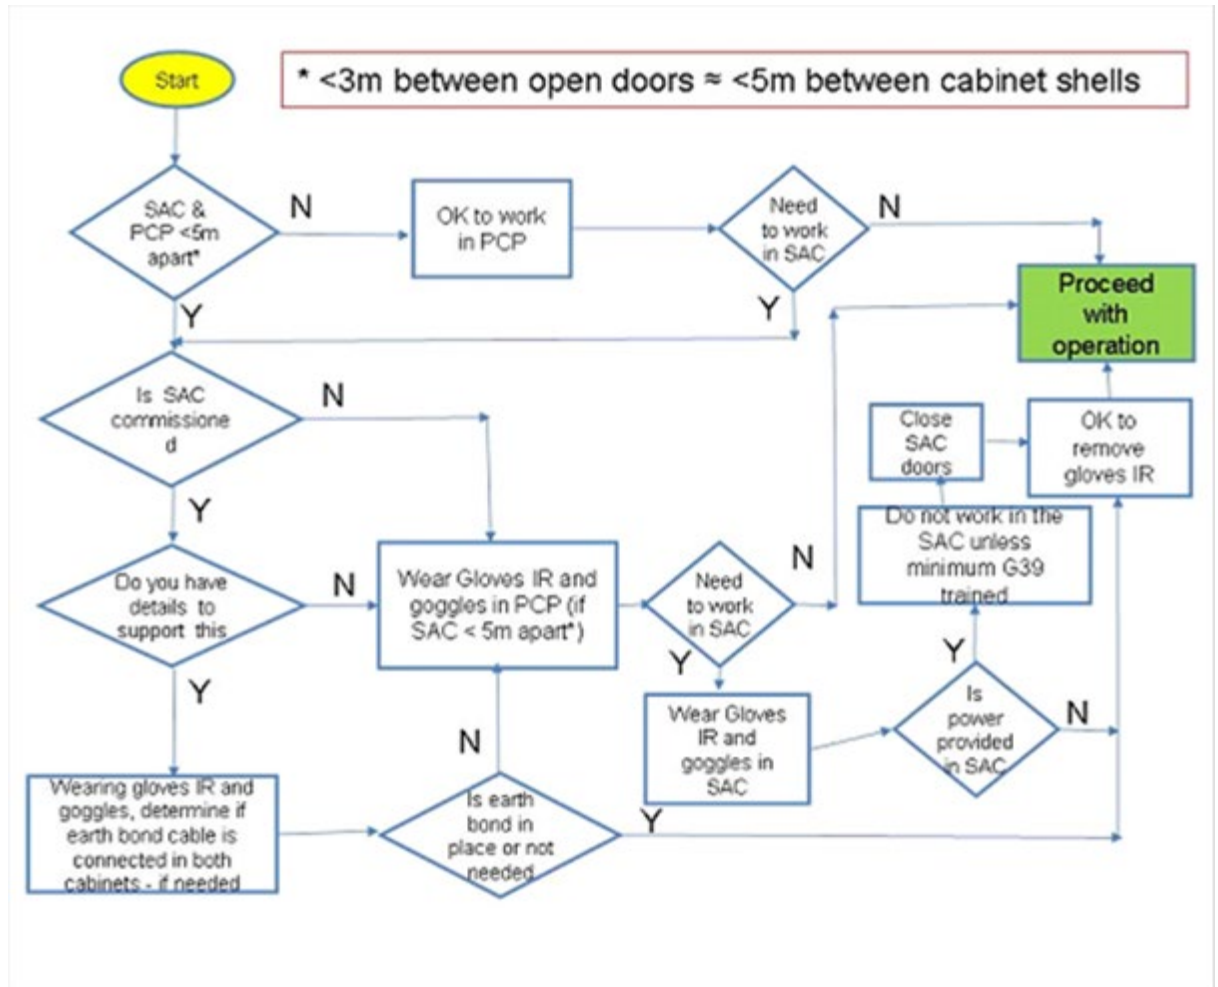 Start
* <3m between open doors ≈ <5m between cabinet shells
SAC &
PCP <5m
apart*
N
OK to work
in PCP
Need
to work
in SAC
N
Y
Y
Proceed
with
operation
Is SAC
commissione
d
N
Y
Close
SAC
doors
OK to
remove
gloves IR
Do you have
details to
support this
N
Y
Wear Gloves IR and
goggles in PCP (if
SAC < 5m apart*)
Need
to work
in SAC
N
Y
Do not work in the
SAC unless
minimum G39
trained
Wear Gloves
IR and
goggles in
SAC
Y
Is
power
provided
in SAC
N
Wearing gloves IR and
goggles, determine if
earth bond cable is
connected in both
cabinets - if needed
N
Is earth
bond in
place or not
needed
Y